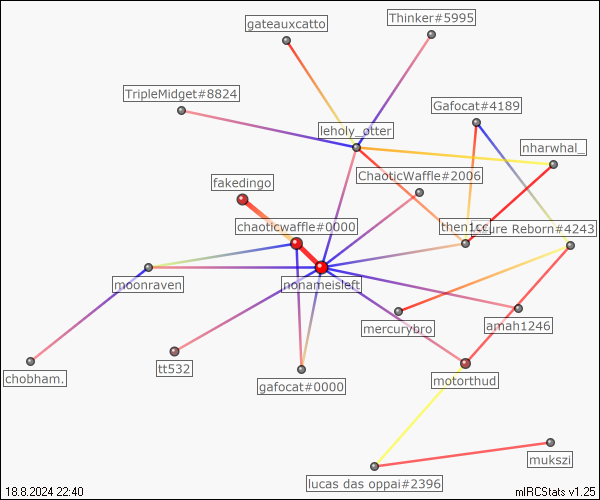 Thinker#5995
gateauxcatto
TripleMidget#8824
Gafocat#4189
leholy_otter
nharwhal_
ChaoticWaffle#2006
fakedingo
chaoticwaffle#0000
then1cc
Reborn#4243
moonraven
nonameisleft
mercurybro
amah1246
tt532
chobham.
gafocat#0000
motorthud
mukszi
lucas das oppai#2396
18.8.2024 22:40
mIRCStats v1.25